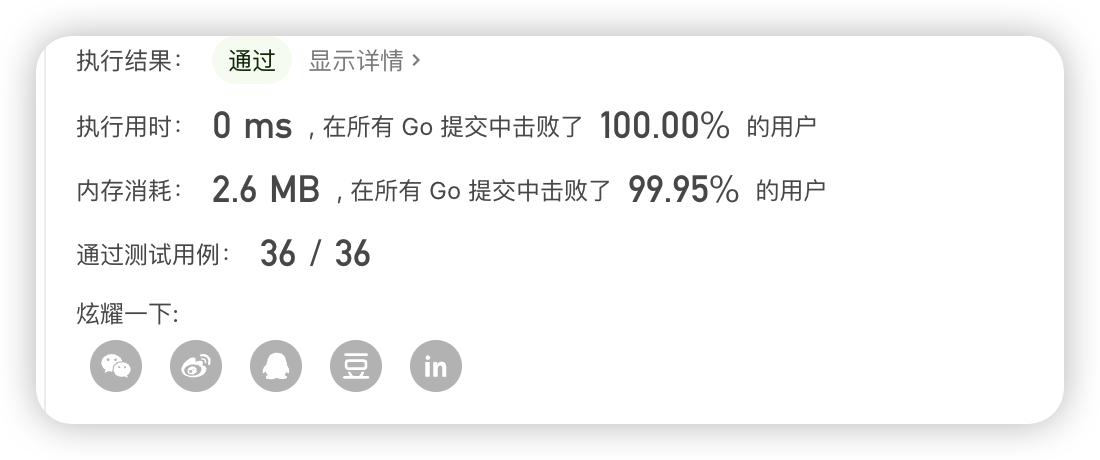 执行结果： 通过 显示详情 >
执行用时： 0 ms , 在所有 Go 提交中击败了 100.00% 的用户
内存消耗： 2.6 MB , 在所有 Go 提交中击败了 99.95% 的用户
通过测试用例： 36 / 36
炫耀一下:
豆 in